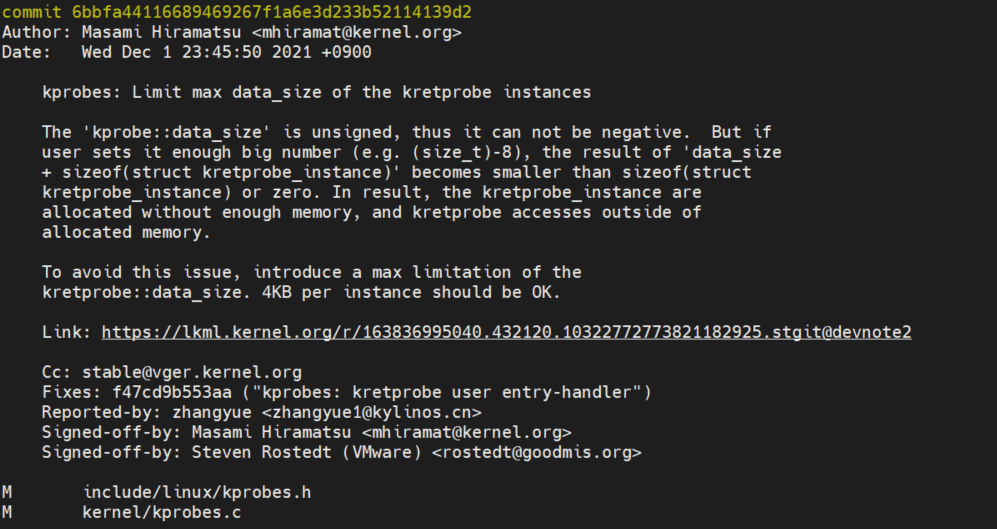 commit 6bbfa44116689469267f1a6e3d233b52114139d2
Author: Masami Hiramatsu <mhiramat@kernel.org>
Date:   Wed Dec 1 23:45:50 2021 +0900
kprobes: Limit max data_size of the kretprobe instances
The 'kprobe::data_size' is unsigned, thus it can not be negative.  But if
user sets it enough big number (e.g. (size_t)-8), the result of 'data_size
+ sizeof(struct kretprobe_instance)' becomes smaller than sizeof(struct
kretprobe_instance) or zero. In result, the kretprobe_instance are
allocated without enough memory, and kretprobe accesses outside of
allocated memory.
To avoid this issue, introduce a max limitation of the
kretprobe::data_size. 4KB per instance should be OK.
Link: https://lkml.kernel.org/r/163836995040.432120.10322772773821182925.stgit@devnote2
Cc: stable@vger.kernel.org
Fixes: f47cd9b553aa ("kprobes: kretprobe user entry-handler")
Reported-by: zhangyue <zhangyue1@kylinos.cn>
Signed-off-by: Masami Hiramatsu <mhiramat@kernel.org>
Signed-off-by: Steven Rostedt (VMware) <rostedt@goodmis.org>
M       include/linux/kprobes.h
M       kernel/kprobes.c